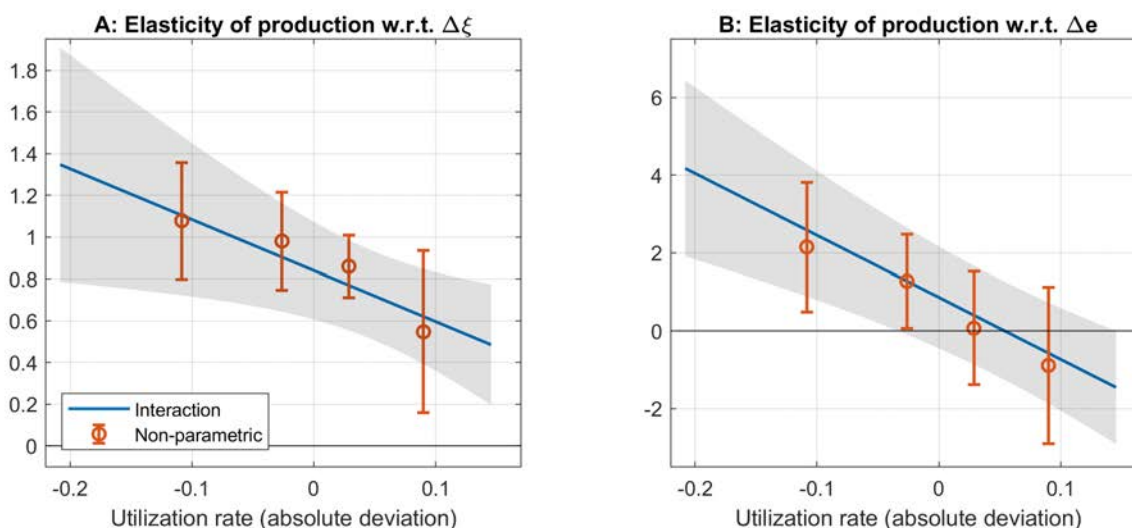 A: Elasticity of production w.r.t. Δξ
1.8
1.6
1.4
1.2
1
0.8
0.6
0.4
0.2
0
Interaction
Non-parametric
-0.2 -0.1 0 0.1
Utilization rate (absolute deviation)
B: Elasticity of production w.r.t. Δe
6
4
2
0
-2
-0.2 -0.1 0 0.1
Utilization rate (absolute deviation)